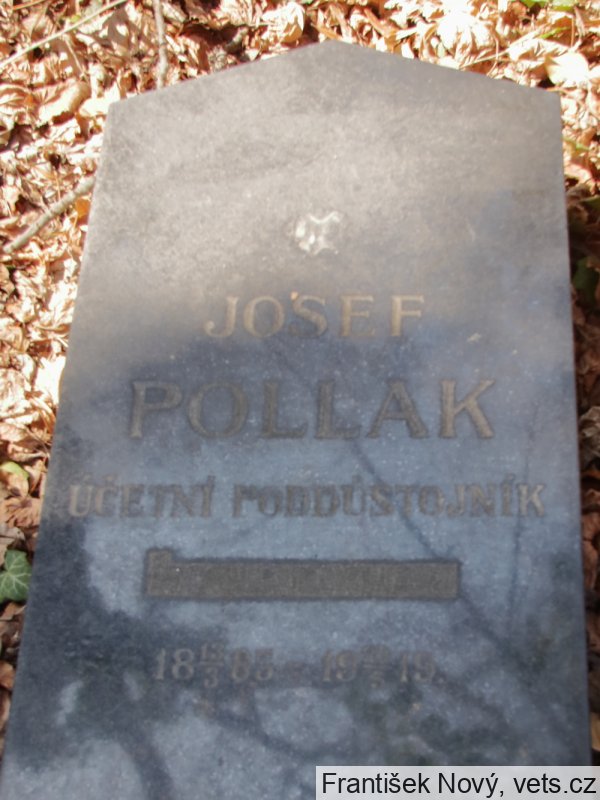 JOSEF
POLLAK
ÚČETNÍ PODDŮSTOJNÍK
František Nový, vets.cz